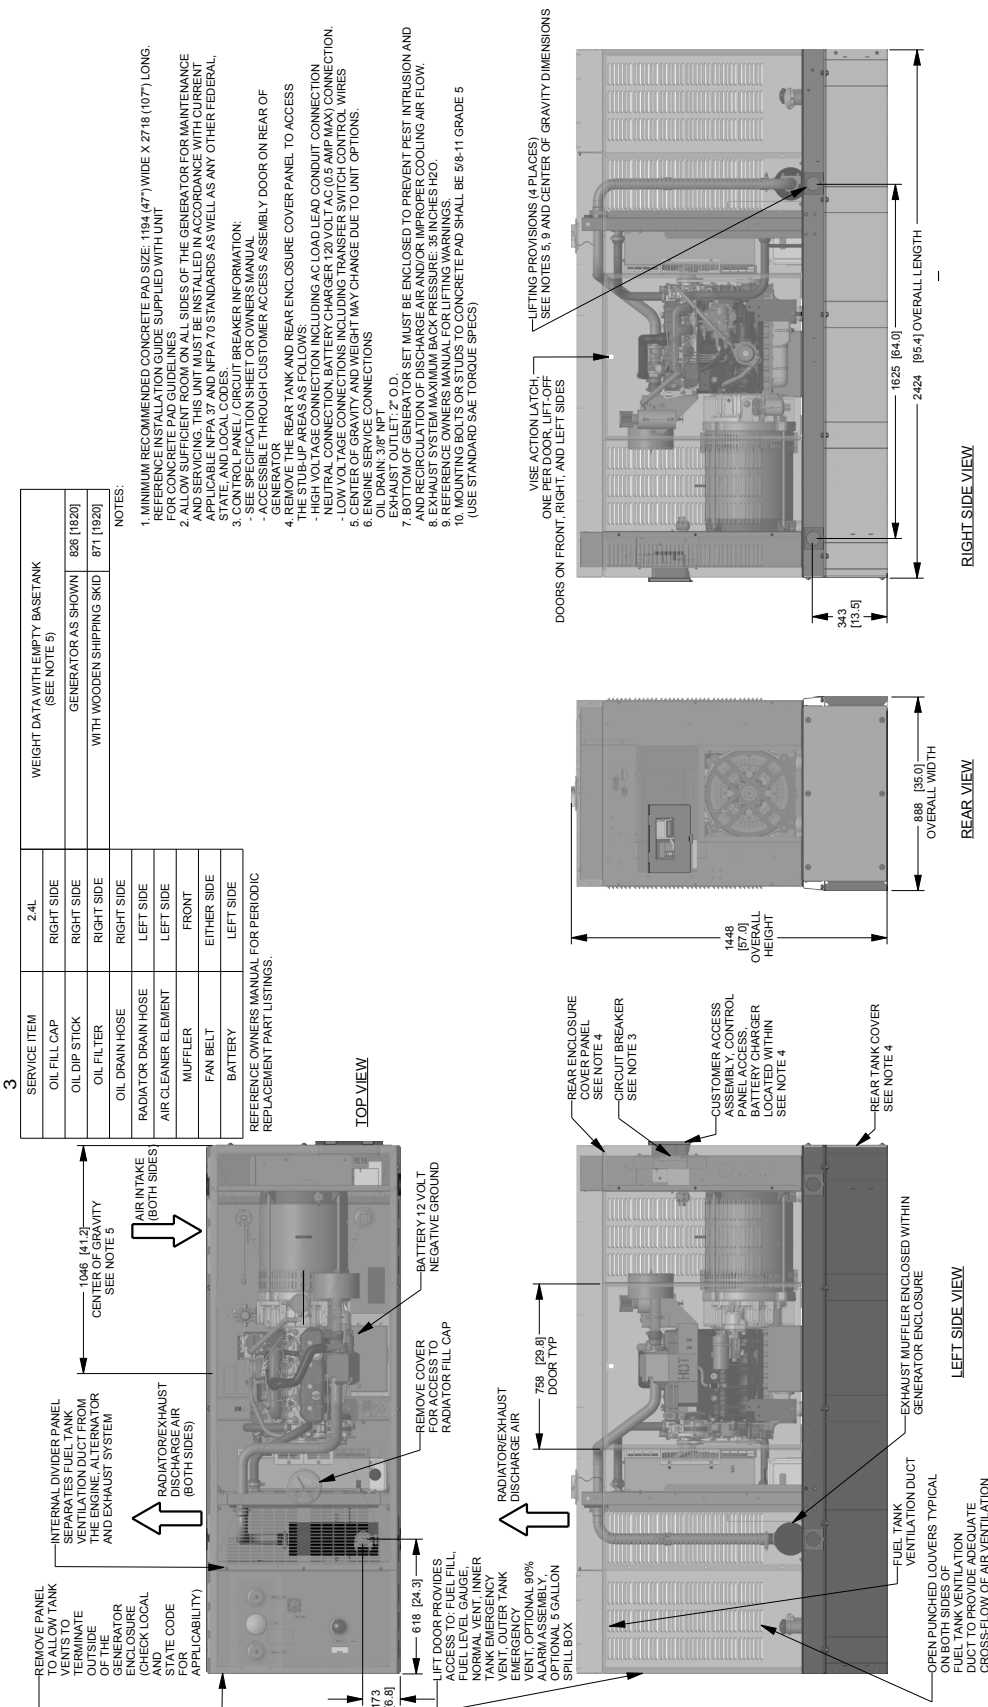 3
SERVICE ITEM 2.4L
OIL FILL CAP RIGHT SIDE
OIL DIP STICK RIGHT SIDE
OIL FILTER RIGHT SIDE
OIL DRAIN HOSE RIGHT SIDE
RADIATOR DRAIN HOSE LEFT SIDE
AIR CLEANER ELEMENT LEFT SIDE
MUFFLER FRONT
FAN BELT EITHER SIDE
BATTERY LEFT SIDE
REFERENCE OWNERS MANUAL FOR PERIODIC
REPLACEMENT PART LISTINGS.
WEIGHT DATA WITH EMPTY BASETANK
(SEE NOTE 5)
GENERATOR AS SHOWN 826 [1820]
WITH WOODEN SHIPPING SKID 871 [1920]
NOTES:
1. MINIMUM RECOMMENDED CONCRETE PAD SIZE: 1194 (47") WIDE X 2718 (107") LONG.
REFERENCE INSTALLATION GUIDE SUPPLIED WITH UNIT
FOR CONCRETE PAD GUIDELINES
2. ALLOW SUFFICIENT ROOM ON ALL SIDES OF THE GENERATOR FOR MAINTENANCE
AND SERVICING. THIS UNIT MUST BE INSTALLED IN ACCORDANCE WITH CURRENT
APPLICABLE NFPA 37 AND NFPA 70 STANDARDS AS WELL AS ANY OTHER FEDERAL,
STATE, AND LOCAL CODES.
3. CONTROL PANEL / CIRCUIT BREAKER INFORMATION:
- SEE SPECIFICATION SHEET OR OWNERS MANUAL
- ACCESSIBLE THROUGH CUSTOMER ACCESS ASSEMBLY DOOR ON REAR OF
GENERATOR
4. REMOVE THE REAR TANK AND REAR ENCLOSURE COVER PANEL TO ACCESS
THE STUB-UP AREAS AS FOLLOWS:
- HIGH VOLTAGE CONNECTION INCLUDING AC LOAD LEAD CONDUIT CONNECTION
NEUTRAL CONNECTION, BATTERY CHARGER 120 VOLT AC (0.5 AMP MAX) CONNECTION.
- LOW VOLTAGE CONNECTIONS INCLUDING TRANSFER SWITCH CONTROL WIRES
5. CENTER OF GRAVITY AND WEIGHT MAY CHANGE DUE TO UNIT OPTIONS.
6. ENGINE SERVICE CONNECTIONS
OIL DRAIN: 3/8" NPT
EXHAUST OUTLET: 2" O.D.
7. BOTTOM OF GENERATOR SET MUST BE ENCLOSED TO PREVENT PEST INTRUSION AND
AND RECIRCULATION OF DISCHARGE AIR AND/OR IMPROPER COOLING AIR FLOW.
8. EXHAUST SYSTEM MAXIMUM BACK PRESSURE: 35 INCHES H2O.
9. REFERENCE OWNERS MANUAL FOR LIFTING WARNINGS.
10. MOUNTING BOLTS OR STUDS TO CONCRETE PAD SHALL BE 5/8-11 GRADE 5
(USE STANDARD SAE TORQUE SPECS)
REMOVE PANEL
TO ALLOW TANK
VENTS TO
TERMINATE
OUTSIDE
OF THE
GENERATOR
ENCLOSURE
(CHECK LOCAL
AND
STATE CODE
FOR
APPLICABILITY)
INTERNAL DIVIDER PANEL
SEPARATES FUEL TANK
VENTILATION DUCT FROM
THE ENGINE, ALTERNATOR
AND EXHAUST SYSTEM
RADIATOR/EXHAUST
DISCHARGE AIR
(BOTH SIDES)
1046 [41.2]
CENTER OF GRAVITY
SEE NOTE 5
AIR INTAKE
(BOTH SIDES)
TOP VIEW
BATTERY 12 VOLT
NEGATIVE GROUND
REMOVE COVER
FOR ACCESS TO
RADIATOR FILL CAP
618 [24.3]
173
LIFT DOOR PROVIDES
ACCESS TO: FUEL FILL,
FUEL LEVEL GAUGE,
NORMAL VENT, INNER
TANK EMERGENCY
VENT, OUTER TANK
EMERGENCY
VENT, OPTIONAL 90%
ALARM ASSEMBLY,
OPTIONAL 5 GALLON
SPILL BOX
RADIATOR/EXHAUST
DISCHARGE AIR
758 [29.8]
DOOR TYP
HOT
REAR ENCLOSURE
COVER PANEL
SEE NOTE 4
CIRCUIT BREAKER
SEE NOTE 3
CUSTOMER ACCESS
ASSEMBLY, CONTROL
PANEL ACCESS,
BATTERY CHARGER
LOCATED WITHIN
SEE NOTE 4
REAR TANK COVER
SEE NOTE 4
EXHAUST MUFFLER ENCLOSED WITHIN
GENERATOR ENCLOSURE
FUEL TANK
VENTILATION DUCT
OPEN PUNCHED LOUVERS TYPICAL
ON BOTH SIDES OF
FUEL TANK VENTILATION
DUCT TO PROVIDE ADEQUATE
CROSS-FLOW OF AIR VENTILATION
LEFT SIDE VIEW
1448
[57.0]
OVERALL
HEIGHT
888 [35.0]
OVERALL WIDTH
REAR VIEW
VISE ACTION LATCH,
ONE PER DOOR, LIFT-OFF
DOORS ON FRONT, RIGHT, AND LEFT SIDES
LIFTING PROVISIONS (4 PLACES)
SEE NOTES 5, 9 AND CENTER OF GRAVITY DIMENSIONS
343
[13.5]
1625 [64.0]
2424 [95.4] OVERALL LENGTH
RIGHT SIDE VIEW